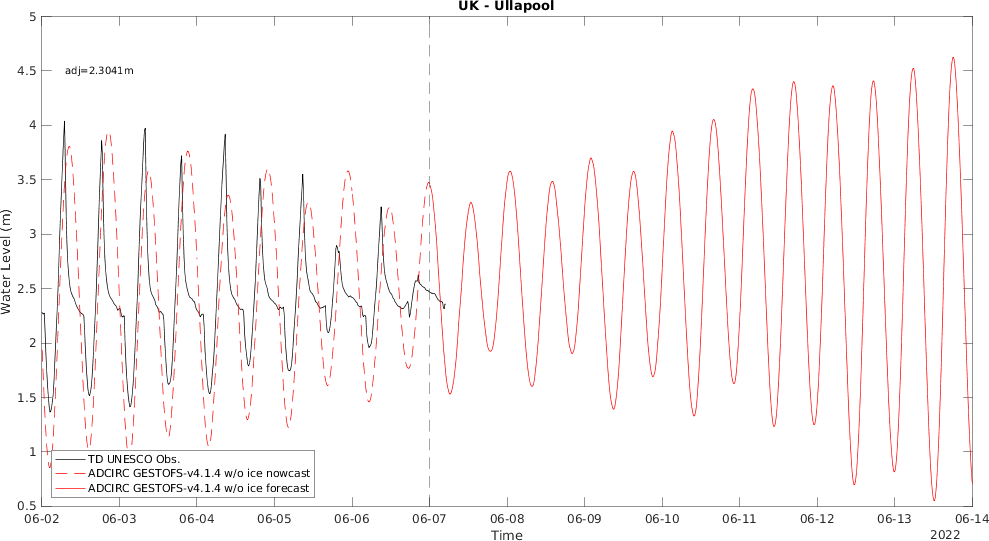 UK - Ullapool
5
4.5
4
3.5
3
2.5
2
1.5
1
0.5
Water Level (m)
adj=2.3041m
TD UNESCO Obs.
ADCIRC GESTOFS-v4.1.4 w/o ice nowcast
ADCIRC GESTOFS-v4.1.4 w/o ice forecast
06-02 06-03 06-04 06-05 06-06 06-07 06-08 06-09 06-10 06-11 06-12 06-13 06-14
Time
2022